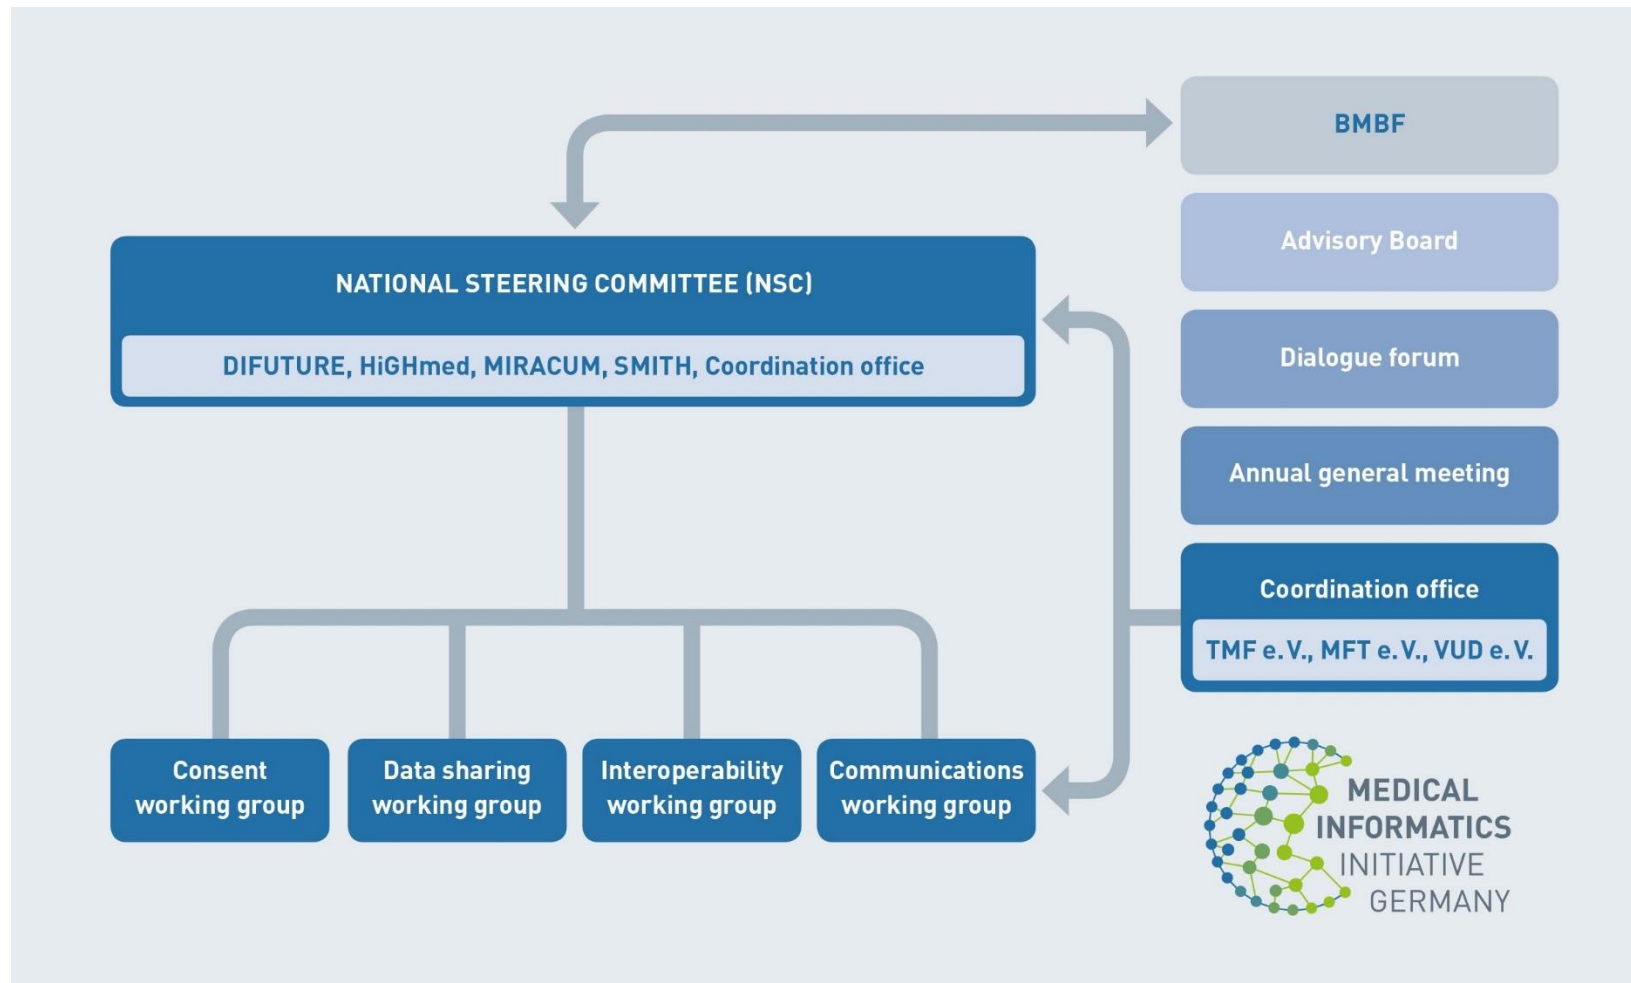 BMBF
Advisory Board
NATIONAL STEERING COMMITTEE (NSC)
DIFUTURE, HiGHmed, MIRACUM, SMITH, Coordination office
Dialogue forum
Annual general meeting
Coordination office
TMF e.V., MFT e.V., VUD e.V.
Consent
working group
Data sharing
working group
Interoperability
working group
Communications
working group
MEDICAL
INFORMATICS
INITIATIVE
GERMANY